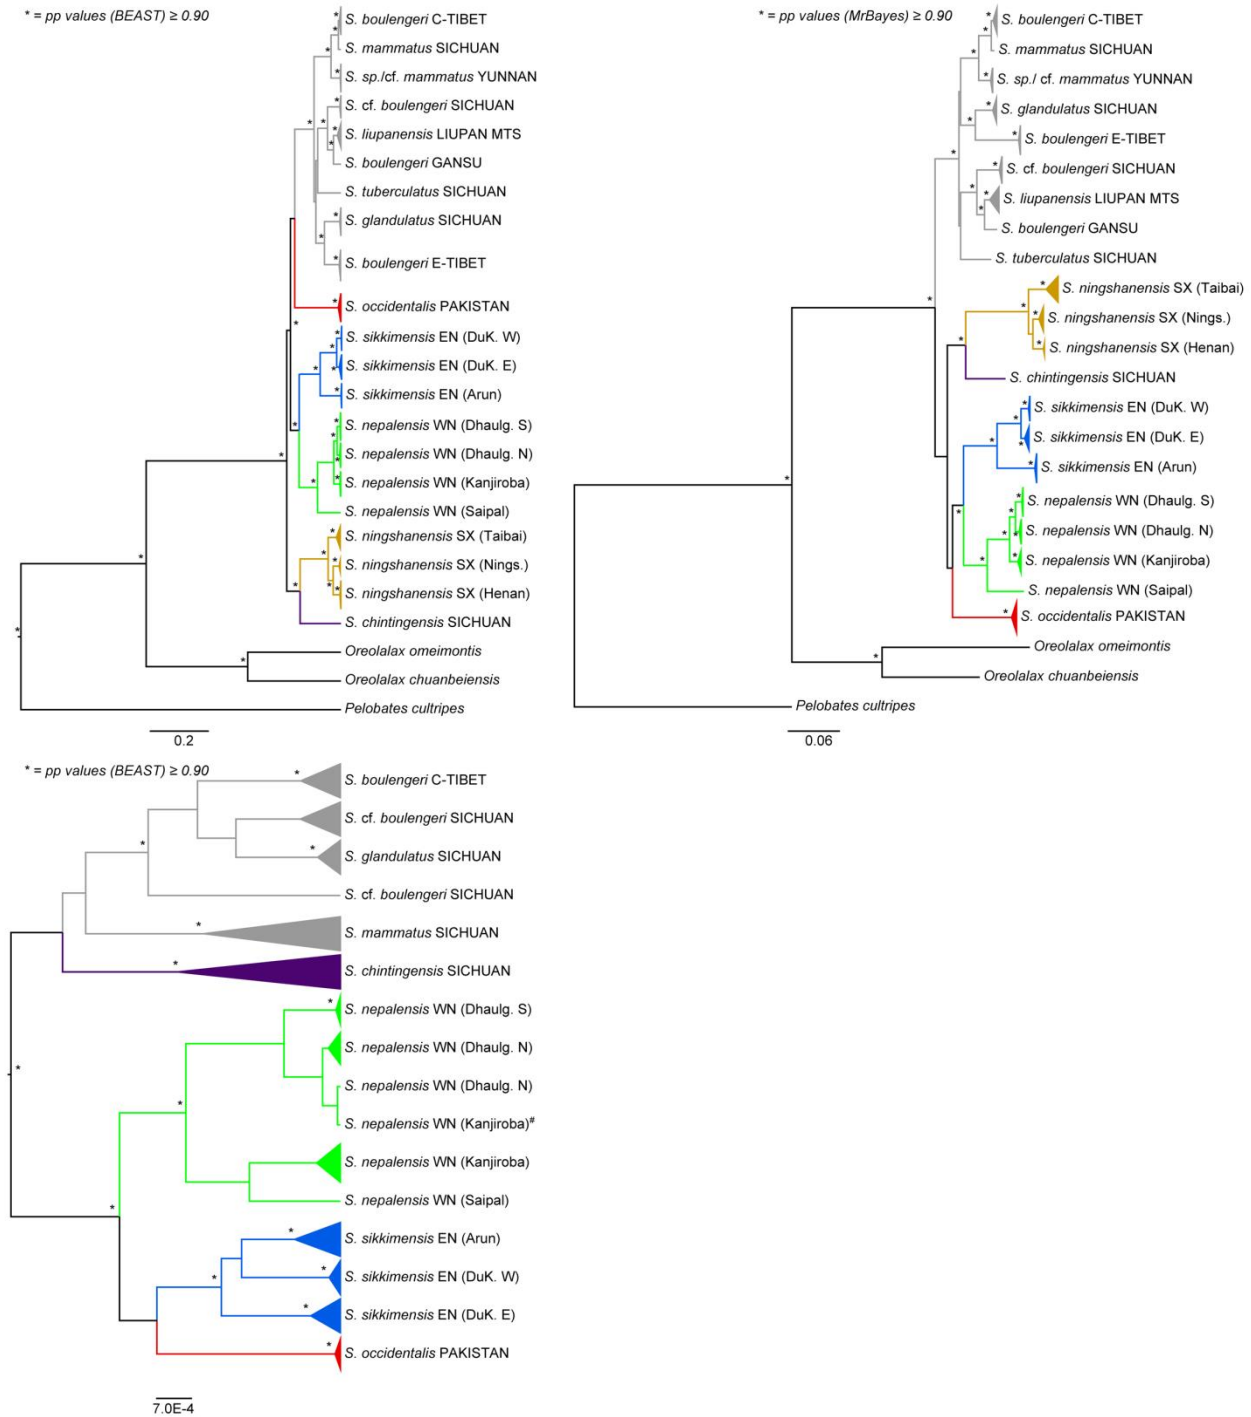 * = pp values (BEAST) ≥ 0.90
S. boulengeri C-TIBET
S. mammatus SICHUAN
S. sp./cf. mammatus YUNNAN
S. cf. boulengeri SICHUAN
S. liupanensis LIUPAN MTS
S. boulengeri GANSU
S. tuberculatus SICHUAN
S. glandulatus SICHUAN
S. boulengeri E-TIBET
S. occidentalis PAKISTAN
S. sikkimensis EN (DuK. W)
S. sikkimensis EN (DuK. E)
S. sikkimensis EN (Arun)
S. nepalensis WN (Dhaulg. S)
S. nepalensis WN (Dhaulg. N)
S. nepalensis WN (Kanjiroba)
S. nepalensis WN (Saipal)
S. ningshanensis SX (Taibai)
S. ningshanensis SX (Nings.)
S. ningshanensis SX (Henan)
S. chintingensis SICHUAN
Oreolalax omeimontis
Oreolalax chuanbeiensis
Pelobates cultripes
0.2
* = pp values (MrBayes) ≥ 0.90
S. boulengeri C-TIBET
S. mammatus SICHUAN
S. sp./ cf. mammatus YUNNAN
S. glandulatus SICHUAN
S. boulengeri E-TIBET
S. cf. boulengeri SICHUAN
S. liupanensis LIUPAN MTS
S. boulengeri GANSU
S. tuberculatus SICHUAN
S. ningshanensis SX (Taibai)
S. ningshanensis SX (Nings.)
S. ningshanensis SX (Henan)
S. chintingensis SICHUAN
S. sikkimensis EN (DuK. W)
S. sikkimensis EN (DuK. E)
S. sikkimensis EN (Arun)
S. nepalensis WN (Dhaulg. S)
S. nepalensis WN (Dhaulg. N)
S. nepalensis WN (Kanjiroba)
S. nepalensis WN (Saipal)
S. occidentalis PAKISTAN
Oreolalax omeimontis
Oreolalax chuanbeiensis
Pelobates cultripes
0.06
* = pp values (BEAST) ≥ 0.90
S. boulengeri C-TIBET
S. cf. boulengeri SICHUAN
S. glandulatus SICHUAN
S. cf. boulengeri SICHUAN
S. mammatus SICHUAN
S. chintingensis SICHUAN
S. nepalensis WN (Dhaulg. S)
S. nepalensis WN (Dhaulg. N)
S. nepalensis WN (Dhaulg. N)
S. nepalensis WN (Kanjiroba)#
S. nepalensis WN (Kanjiroba)
S. nepalensis WN (Saipal)
S. sikkimensis EN (Arun)
S. sikkimensis EN (DuK. W)
S. sikkimensis EN (DuK. E)
S. occidentalis PAKISTAN
7.0E-4